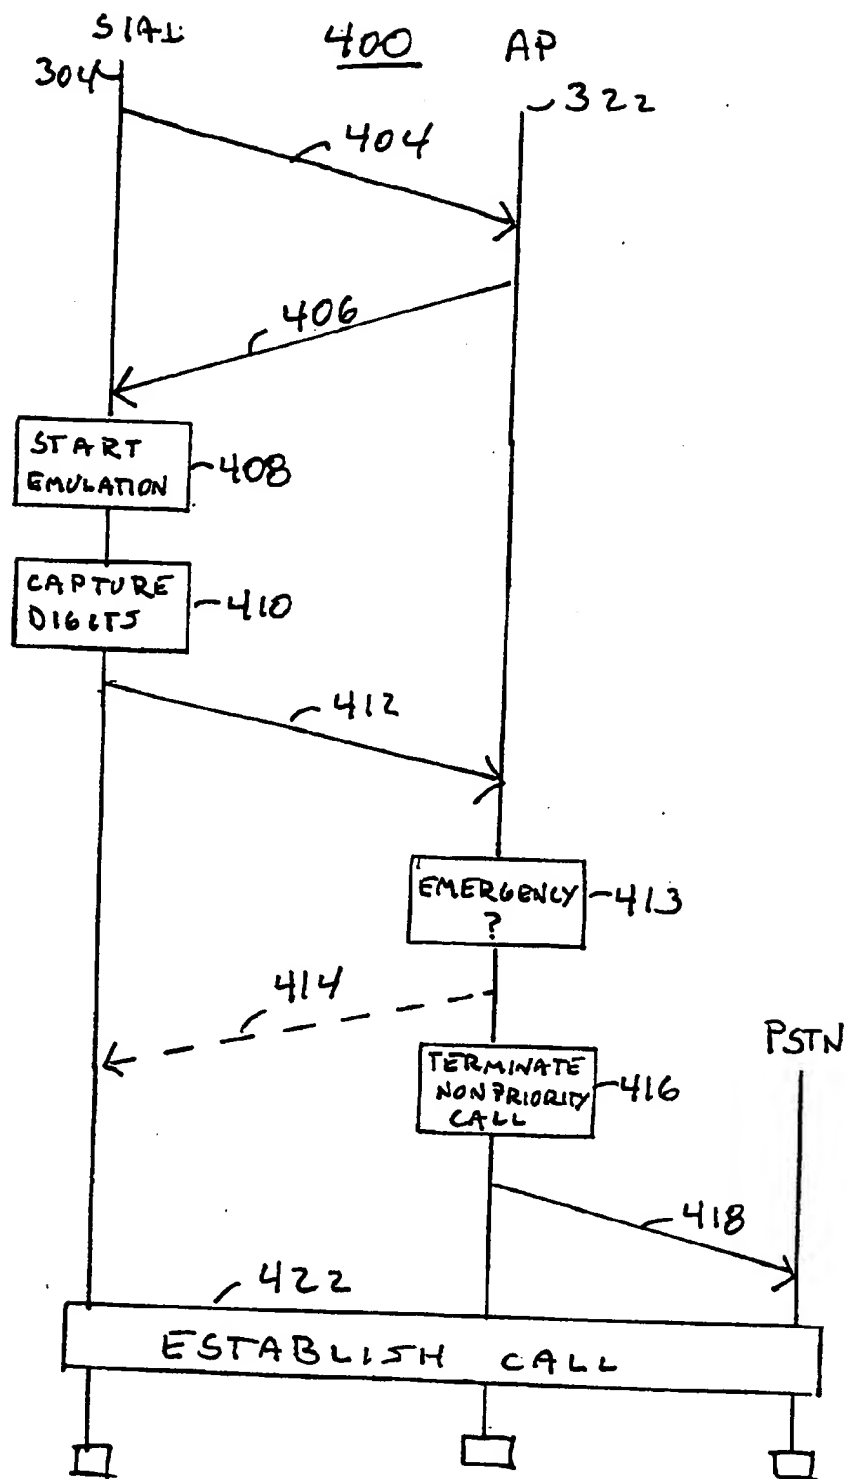 STA1
400
AP
304
322
404
406
START
EMULATION
408
CAPTURE
DIGITS
410
412
EMERGENCY
?
413
414
PSTN
TERMINATE
NONPRIORITY
CALL
416
418
422
ESTABLISH CALL